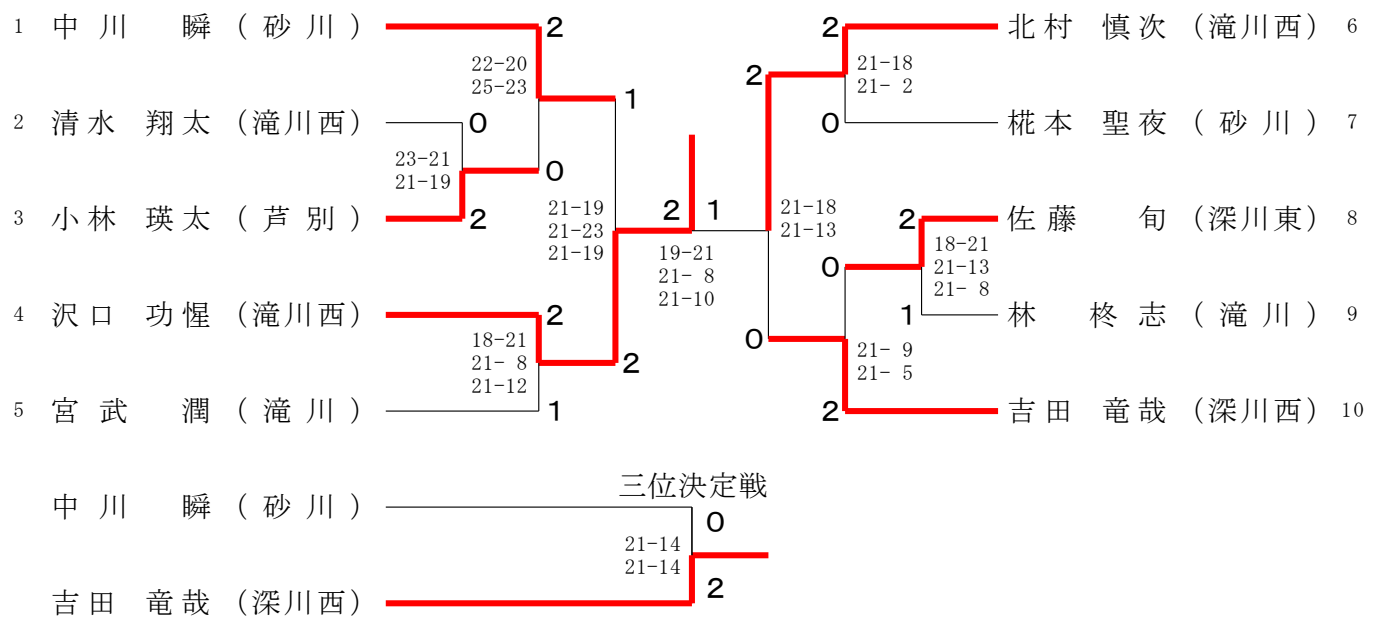 1 中川 瞬 (砂川) 2
22-20
25-23
2 清水 翔太 (滝川西) 0
23-21
21-19
0
3 小林 瑛太 (芦別) 2
1
21-19
21-23
21-19
4 沢口 功惺 (滝川西) 2
18-21
21- 8
21-12
2
5 宮武 潤 (滝川) 1
2 1
19-21
21- 8
21-10
2 北村 慎次 (滝川西) 6
21-18
21- 2
2
0 椛本 聖夜 (砂川) 7
21-18
21-13
2 佐藤 旬 (深川東) 8
18-21
21-13
21- 8
0
1 林 柊志 (滝川) 9
0
21- 9
21- 5
2 吉田 竜哉 (深川西) 10
三位決定戦
中川 瞬 (砂川) 0
21-14
21-14
吉田 竜哉 (深川西) 2